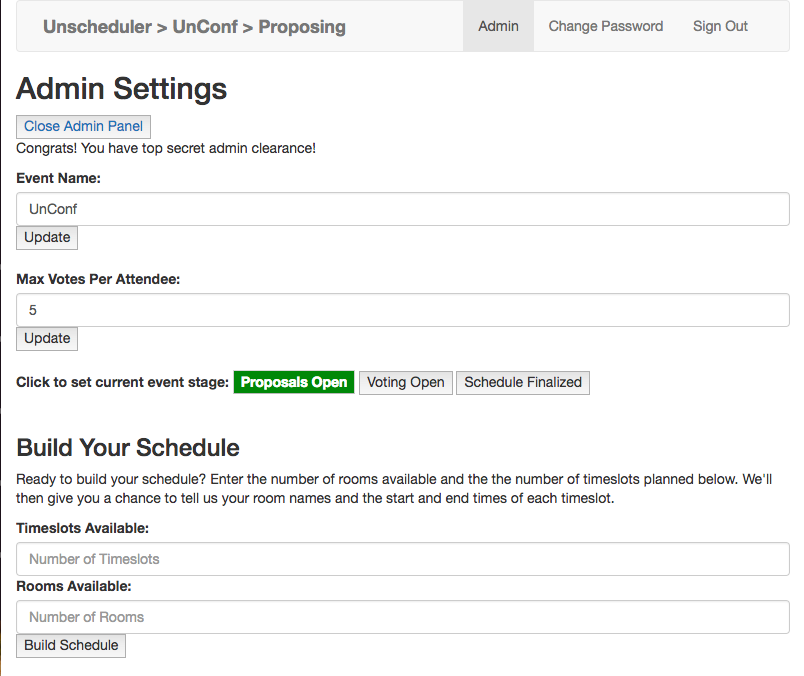 Unscheduler > UnConf > Proposing Admin Change Password Sign Out
Admin Settings
Close Admin Panel
Congrats! You have top secret admin clearance!
Event Name:
UnConf
Update
Max Votes Per Attendee:
5
Update
Click to set current event stage: Proposals Open Voting Open Schedule Finalized
Build Your Schedule
Ready to build your schedule? Enter the number of rooms available and the the number of timeslots planned below. We'll
then give you a chance to tell us your room names and the start and end times of each timeslot.
Timeslots Available:
Number of Timeslots
Rooms Available:
Number of Rooms
Build Schedule